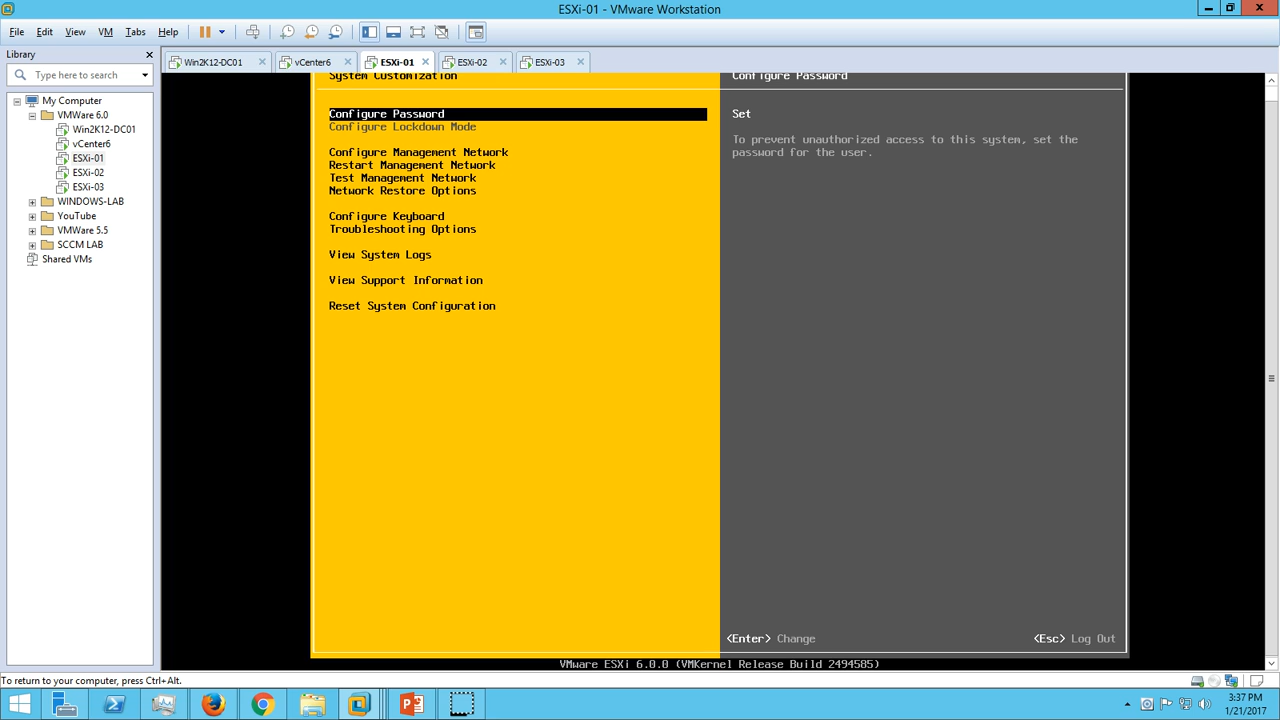 ESXi-01 - VMware Workstation
File Edit View VM Tabs Help
Library
Type here to search
My Computer
VMWare 6.0
Win2K12-DC01
vCenter6
ESXi-01
ESXi-02
ESXi-03
WINDOWS-LAB
YouTube
VMWare 5.5
SCCM LAB
Shared VMs
Win2K12-DC01 vCenter6 ESXi-01 ESXi-02 ESXi-03
System Customization
Configure Password
Configure Lockdown Mode
Configure Management Network
Restart Management Network
Test Management Network
Network Restore Options
Configure Keyboard
Troubleshooting Options
View System Logs
View Support Information
Reset System Configuration
Configure Password
Set
To prevent unauthorized access to this system, set the
password for the user.
<Enter> Change <Esc> Log Out
VMware ESXi 6.0.0 (VMKernel Release Build 2494585)
To return to your computer, press Ctrl+Alt.
3:37 PM
1/21/2017